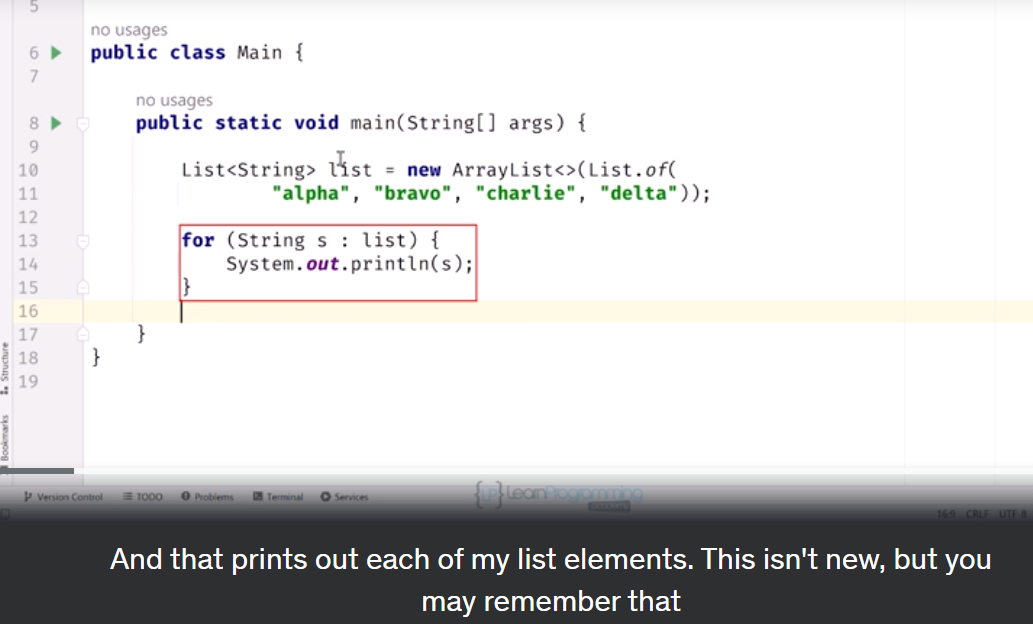 5
no usages
6 public class Main {
7
no usages
8 public static void main(String[] args) {
9
10 List<String> list = new ArrayList<>(List.of(
11 "alpha", "bravo", "charlie", "delta"));
12
13 for (String s : list) {
14 System.out.println(s);
15 }
16
17 }
18 }
19
Structure
Bookmarks
Version Control TODO Problems Terminal Services
{LP} LearnProgramming
16:9 CRLF UTF-8
And that prints out each of my list elements. This isn't new, but you
may remember that